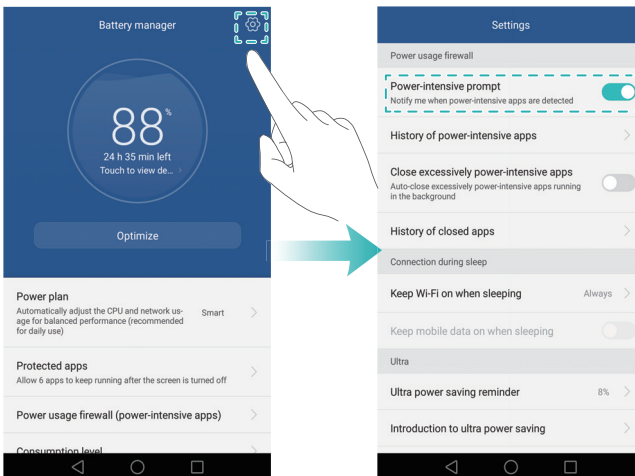 Battery manager
88%
24 h 35 min left
Touch to view de...
Optimize
Power plan
Automatically adjust the CPU and network us-
age for balanced performance (recommended
for daily use)
Smart
Protected apps
Allow 6 apps to keep running after the screen is turned off
Power usage firewall (power-intensive apps)
Consumption level
Settings
Power usage firewall
Power-intensive prompt
Notify me when power-intensive apps are detected
History of power-intensive apps
Close excessively power-intensive apps
Auto-close excessively power-intensive apps running
in the background
History of closed apps
Connection during sleep
Keep Wi-Fi on when sleeping
Always
Keep mobile data on when sleeping
Ultra
Ultra power saving reminder
8%
Introduction to ultra power saving